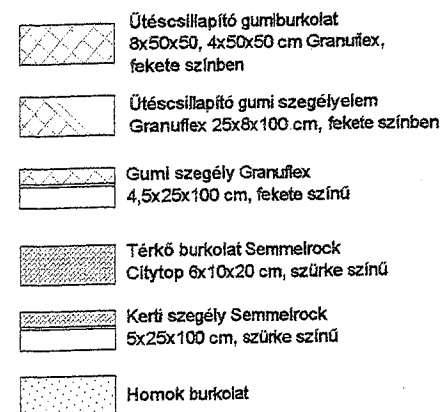 Ütéscsillapító gumiburkolat
8x50x50, 4x50x50 cm Granuflex,
fekete színben
Ütéscsillapító gumi szegélyelem
Granuflex 25x8x100 cm, fekete színben
Gumi szegély Granuflex
4,5x25x100 cm, fekete színű
Térkő burkolat Semmelrock
Citytop 6x10x20 cm, szürke színű
Kerti szegély Semmelrock
5x25x100 cm, szürke színű
Homok burkolat